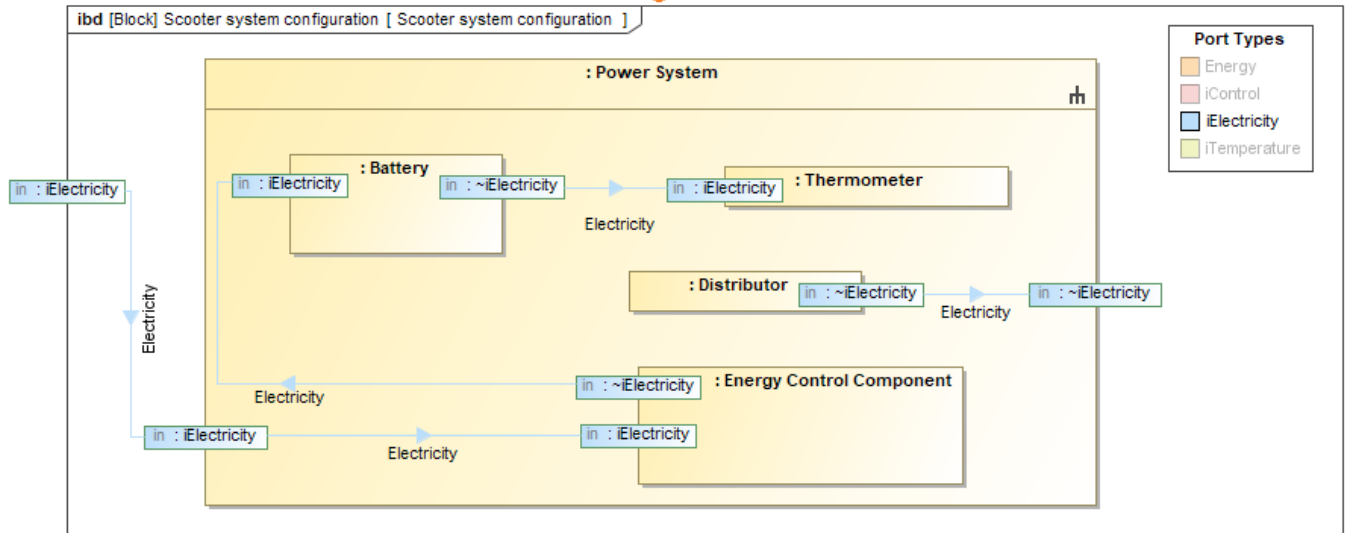 ibd [Block] Scooter system configuration [ Scooter system configuration ]
Port Types
Energy
iControl
iElectricity
iTemperature
: Power System
: Battery
in : iElectricity
in : ~iElectricity
Electricity
in : iElectricity
: Thermometer
in : iElectricity
Electricity
: Distributor
in : ~iElectricity
Electricity
in : ~iElectricity
: Energy Control Component
in : ~iElectricity
Electricity
in : iElectricity
Electricity
in : iElectricity